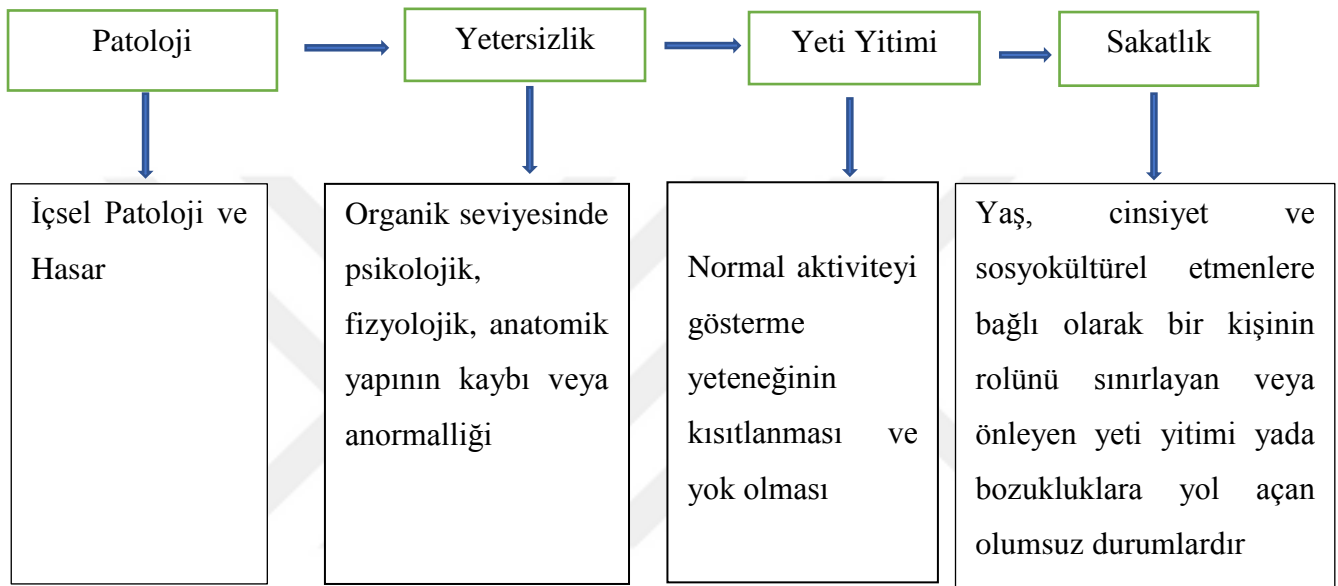 Patoloji
Yetersizlik
Yeti Yitimi
Sakatlık
İçsel Patoloji ve
Hasar
Organik seviyesinde
psikolojik,
fizyolojik, anatomik
yapının kaybı veya
anormalliği
Normal aktiviteyi
gösterme
yeteneğinin
kısıtlanması ve
yok olması
Yaş, cinsiyet ve
sosyokültürel etmenlere
bağlı olarak bir kişinin
rolünü sınırlayan veya
önleyen yeti yitimi yada
bozukluklara yol açan
olumsuz durumlardır